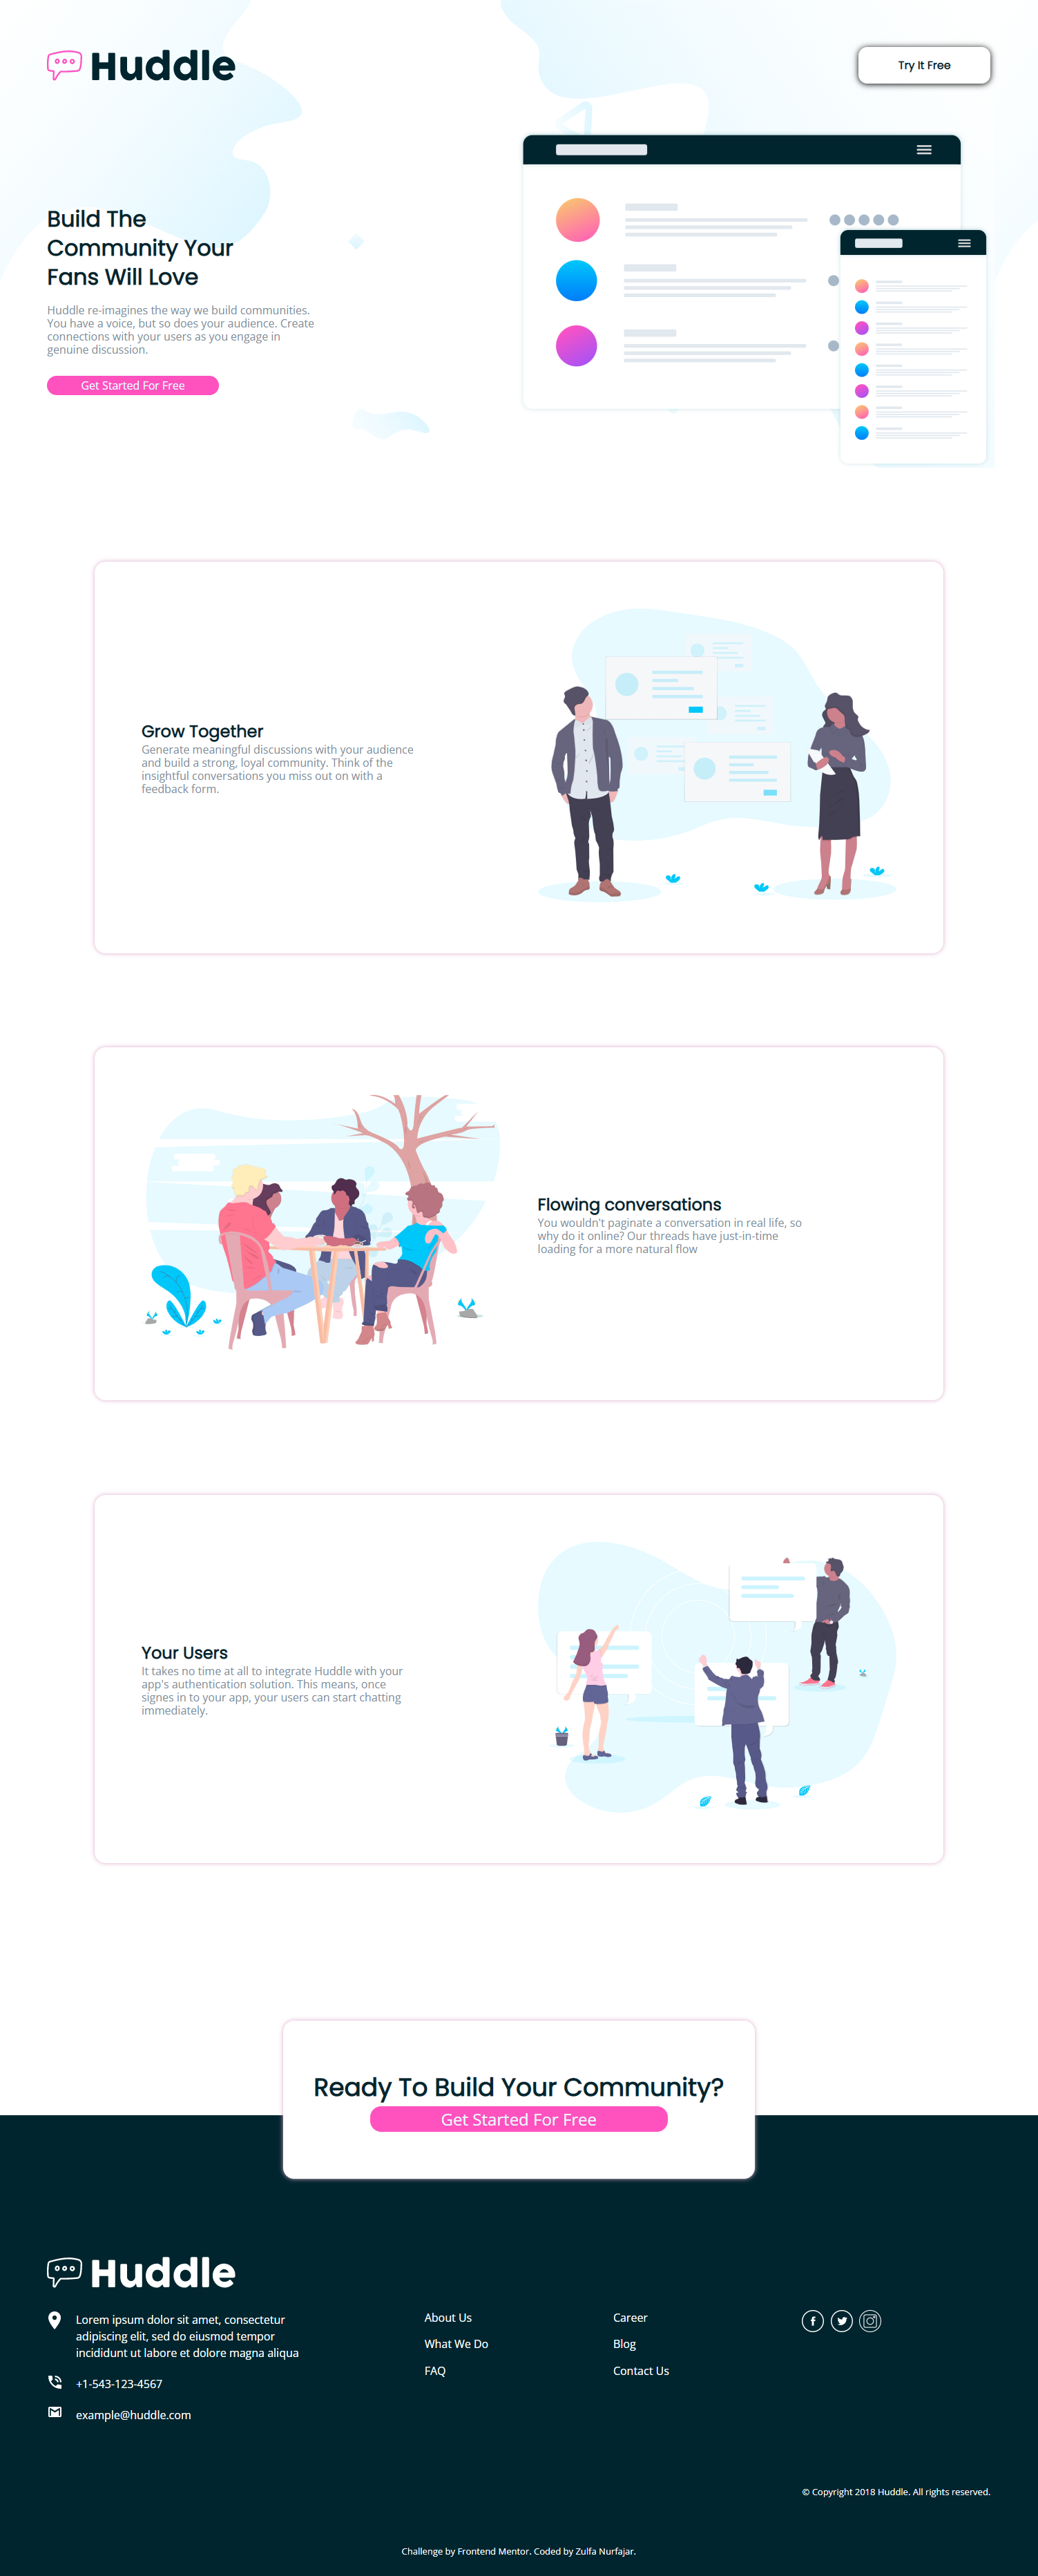 Huddle
Try It Free
Build The
Community Your
Fans Will Love
Huddle re-imagines the way we build communities.
You have a voice, but so does your audience. Create
connections with your users as you engage in
genuine discussion.
Get Started For Free
Grow Together
Generate meaningful discussions with your audience
and build a strong, loyal community. Think of the
insightful conversations you miss out on with a
feedback form.
Flowing conversations
You wouldn't paginate a conversation in real life, so
why do it online? Our threads have just-in-time
loading for a more natural flow
Your Users
It takes no time at all to integrate Huddle with your
app's authentication solution. This means, once
signes in to your app, your users can start chatting
immediately.
Ready To Build Your Community?
Get Started For Free
Huddle
Lorem ipsum dolor sit amet, consectetur
adipiscing elit, sed do eiusmod tempor
incididunt ut labore et dolore magna aliqua
+1-543-123-4567
example@huddle.com
About Us
What We Do
FAQ
Career
Blog
Contact Us
© Copyright 2018 Huddle. All rights reserved.
Challenge by Frontend Mentor. Coded by Zulfa Nurfajar.